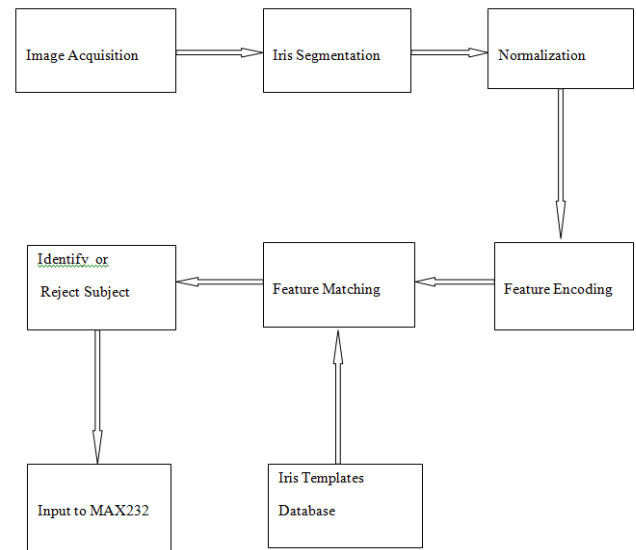 Image Acquisition
Iris Segmentation
Normalization
Identify or
Reject Subject
Feature Matching
Feature Encoding
Input to MAX232
Iris Templates
Database